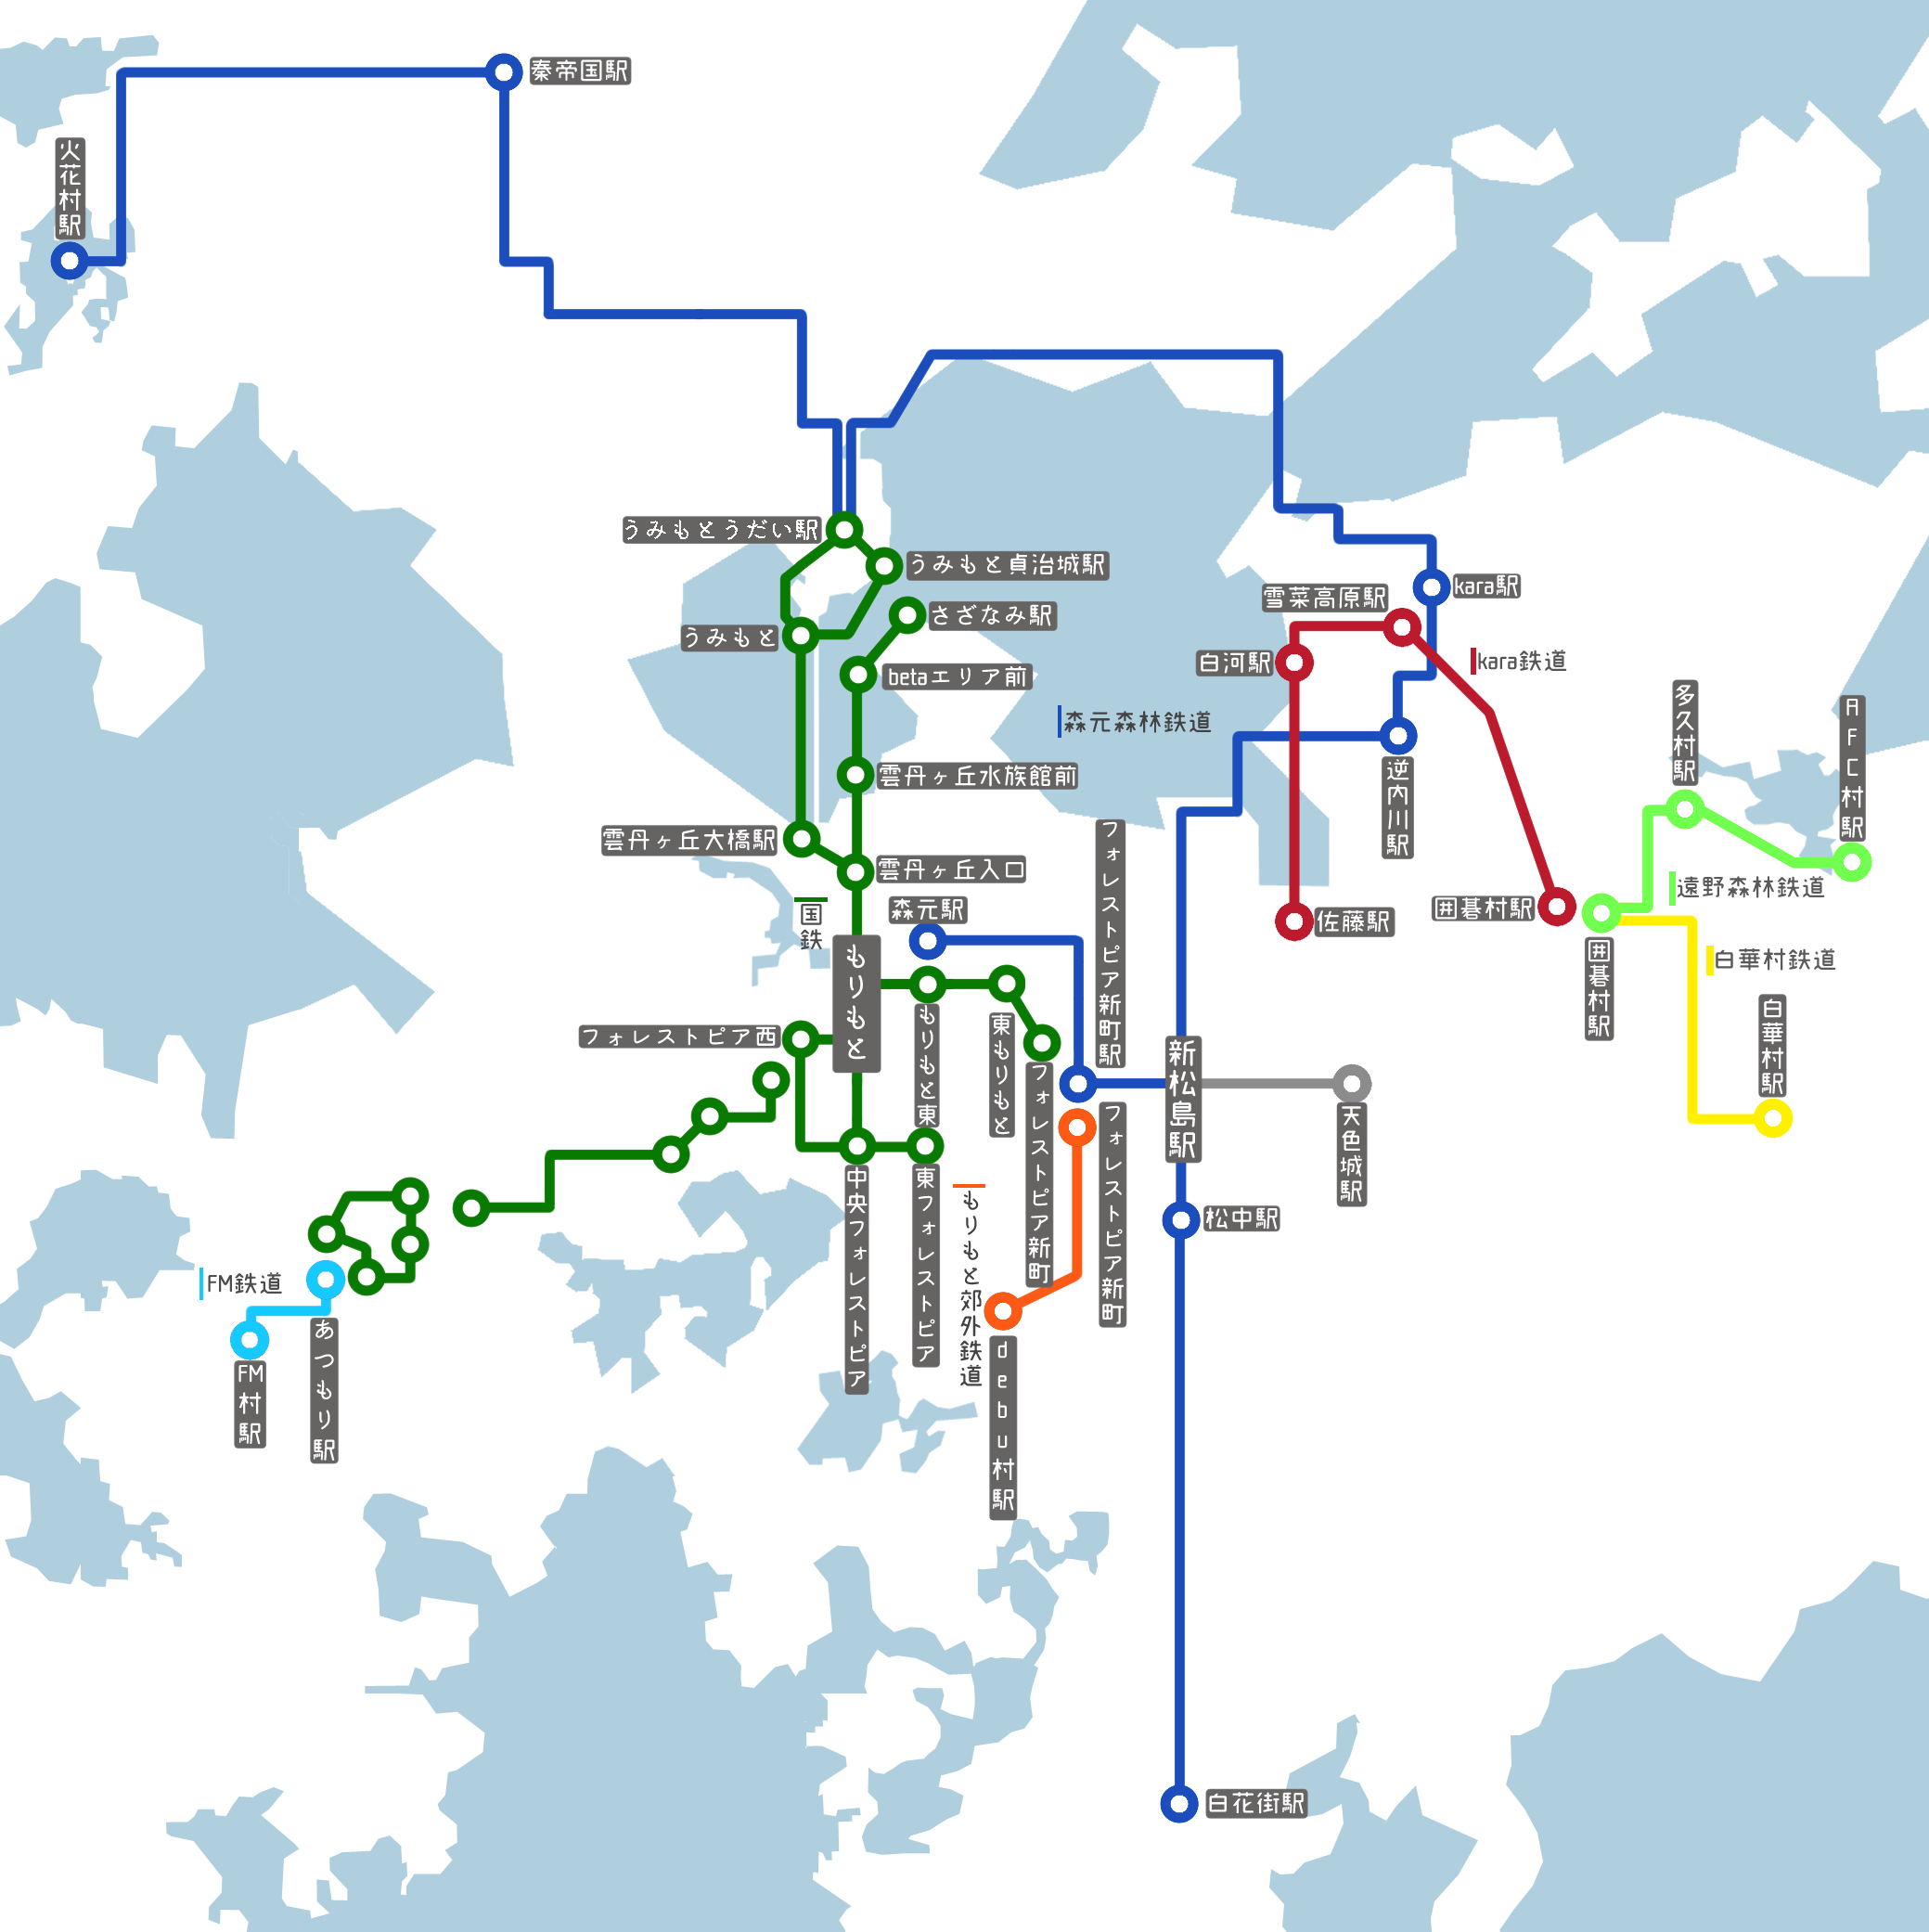 秦帝国駅
火花村駅
うみもとうだい駅
うみもと貞治城駅
kara駅
雪菜高原駅
さざなみ駅
うみもと
白河駅
kara鉄道
betaエリア前
多久村駅
AFC村駅
森元森林鉄道
雲丹ヶ丘水族館前
逆内川駅
雲丹ヶ丘大橋駅
フォレストピア新町駅
雲丹ヶ丘入口
遠野森林鉄道
国鉄
森元駅
佐藤駅
囲碁村駅
もりもと
囲碁村駅
白華村鉄道
白華村駅
フォレストピア西
もりもと東
東もりもと
フォレストピア新町
新松島駅
天色城駅
フォレストピア新町
中央フォレストピア
東フォレストピア
もりもと郊外鉄道
松中駅
FM鉄道
あつもり駅
FM村駅
debu村駅
白花街駅